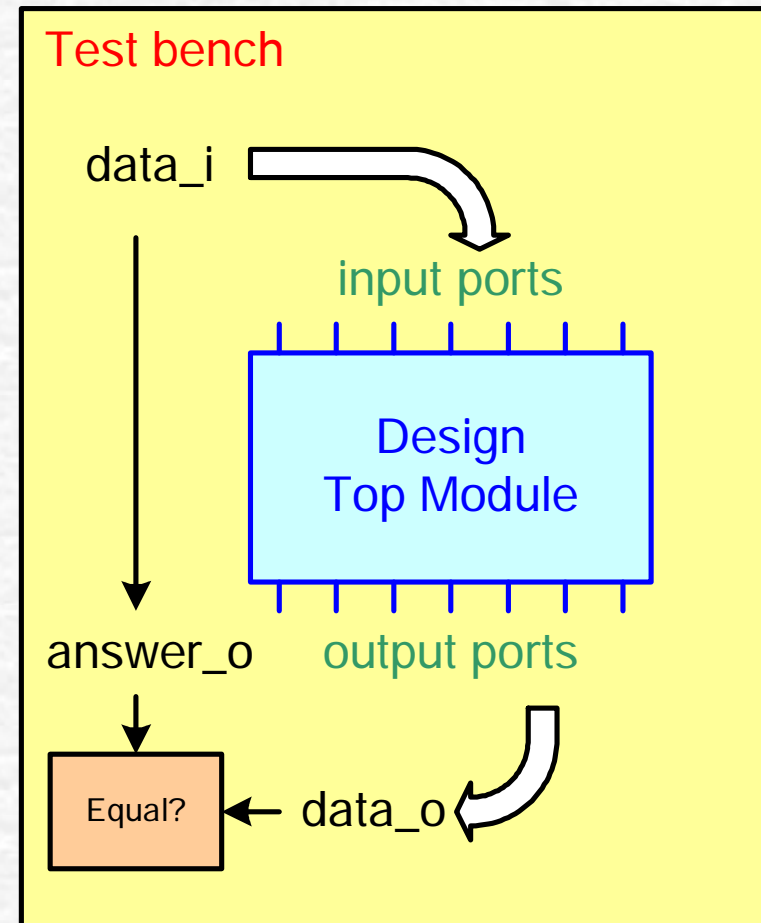 Test bench
data_i
input ports
Design
Top Module
answer_o
output ports
Equal?
data_o